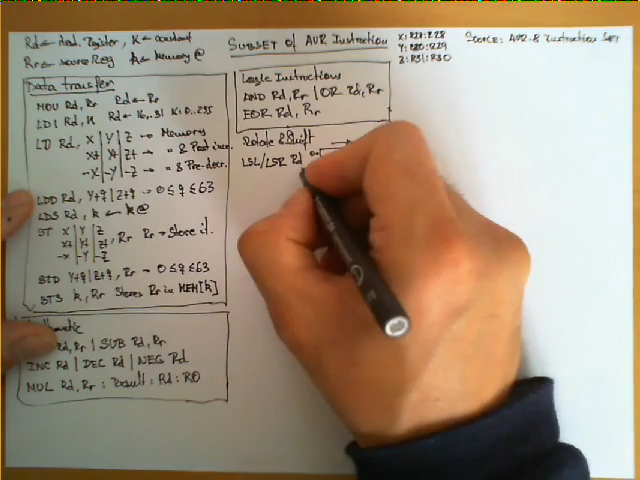 Rd ← dest. Register, K ← constant
Rr ← source Reg k ← Memory @
SUBSET of AVR Instruction
X: R27:R28
Y: R30:R29
Z: R31:R30
Source: AVR-8 Instruction Set
Data transfer
MOV Rd, Rr Rd ← Rr
LDI Rd, K Rd ← 16..31 K: 0..255
LD Rd, X | Y | Z → Memory
X+ | Y+ | Z+ → " & Post inc.
-X | -Y | -Z → " & Pre-decr.
LDD Rd, Y+q | Z+q → 0≤q≤63
LDS Rd, k ← k@
ST X | Y | Z
X+ | Y+ | Z+, Rr Rr → Store it.
-X | -Y | -Z
STD Y+q | Z+q, Rr → 0≤q≤63
STS k, Rr Stores Rr in MEM[k]
Rd, Rr | SUB Rd, Rr
INC Rd | DEC Rd | NEG Rd
MUL Rd, Rr : Result : R1 : R0
Logic Instructions
AND Rd, Rr | OR Rd, Rr
EOR Rd, Rr
Rotate & Shift
LSL/LSR Rd